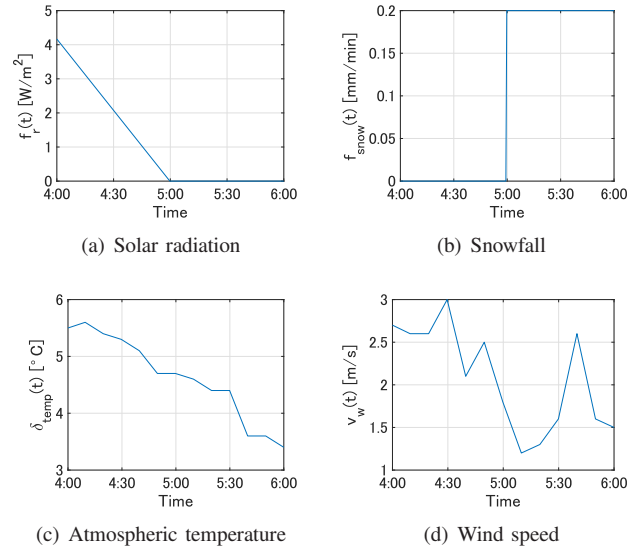 5
4
3
2
1
0
4:00 4:30 5:00 5:30 6:00
f_r(t) [W/m²]
Time
(a) Solar radiation
0.2
0.15
0.1
0.05
0
4:00 4:30 5:00 5:30 6:00
f_snow(t) [mm/min]
Time
(b) Snowfall
6
5
4
3
4:00 4:30 5:00 5:30 6:00
δ_temp(t) [°C]
Time
(c) Atmospheric temperature
3
2.5
2
1.5
1
4:00 4:30 5:00 5:30 6:00
v_w(t) [m/s]
Time
(d) Wind speed